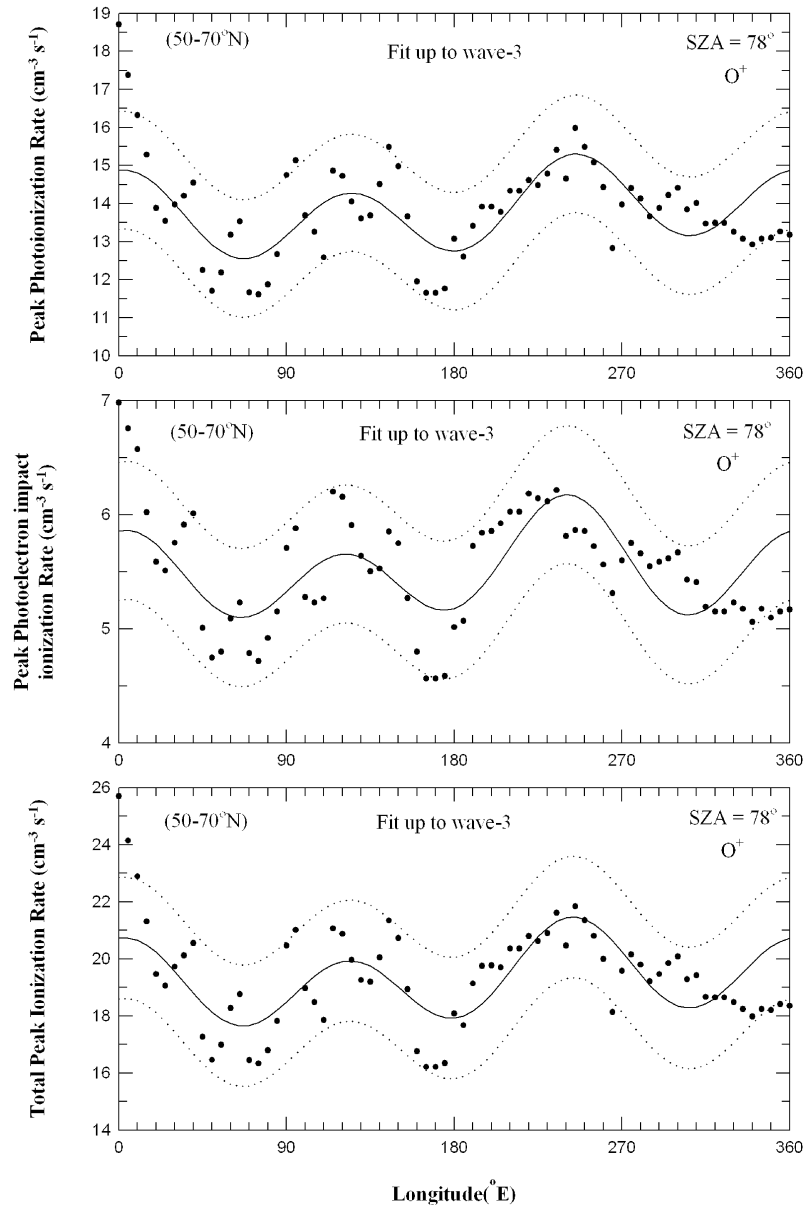 19
18
17
16
15
14
13
12
11
10
(50-70°N)
Fit up to wave-3
SZA = 78°
O⁺
Peak Photoionization Rate (cm⁻³ s⁻¹)
0 90 180 270 360
7
6
5
4
(50-70°N)
Fit up to wave-3
SZA = 78°
O⁺
Peak Photoelectron impact
ionization Rate (cm⁻³ s⁻¹)
0 90 180 270 360
26
24
22
20
18
16
14
(50-70°N)
Fit up to wave-3
SZA = 78°
O⁺
Total Peak Ionization Rate (cm⁻³ s⁻¹)
0 90 180 270 360
Longitude(°E)